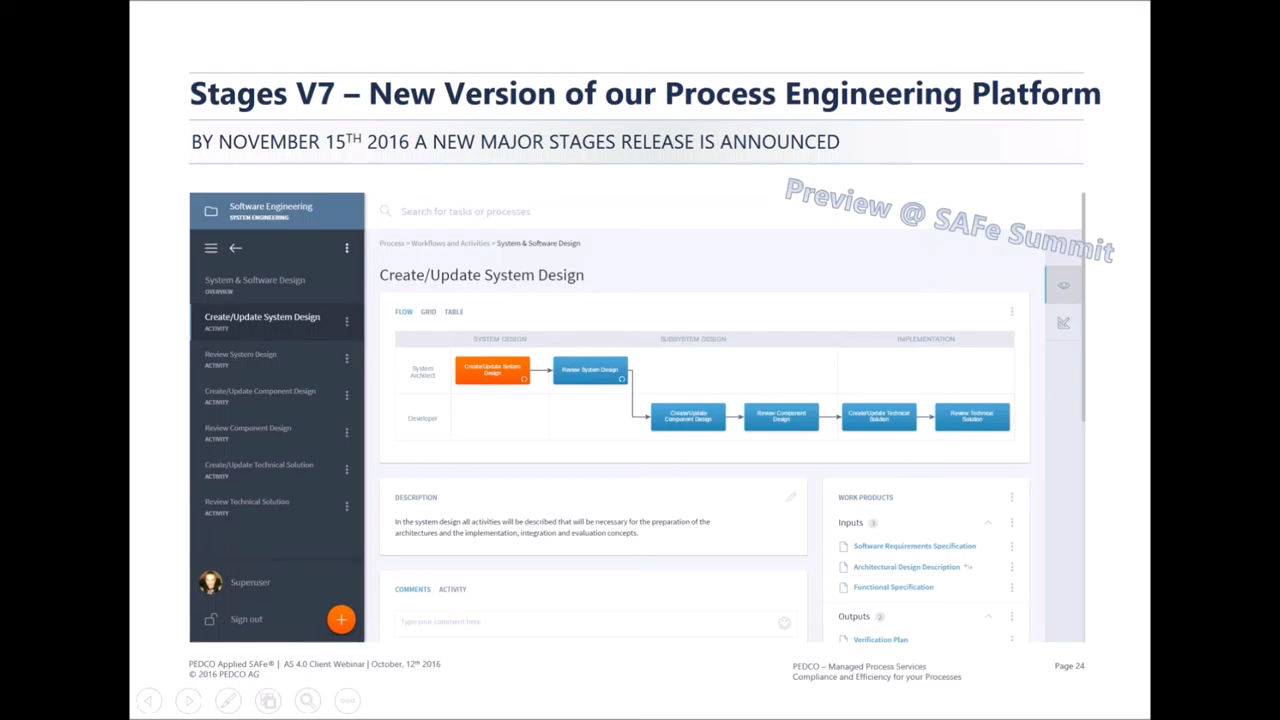 Stages V7 – New Version of our Process Engineering Platform
BY NOVEMBER 15TH 2016 A NEW MAJOR STAGES RELEASE IS ANNOUNCED
Preview @ SAFe Summit
Software Engineering
SYSTEM ENGINEERING
System & Software Design
OVERVIEW
Create/Update System Design
ACTIVITY
Review System Design
ACTIVITY
Create/Update Component Design
ACTIVITY
Review Component Design
ACTIVITY
Create/Update Technical Solution
ACTIVITY
Review Technical Solution
ACTIVITY
Superuser
Sign out
Search for tasks or processes
Process > Workflows and Activities > System & Software Design
Create/Update System Design
FLOW GRID TABLE
SYSTEM DESIGN SUBSYSTEM DESIGN IMPLEMENTATION
System
Architect
Create/Update System
Design
Review System Design
Developer
Create/Update
Component Design
Review Component
Design
Create/Update Technical
Solution
Review Technical
Solution
DESCRIPTION
In the system design all activities will be described that will be necessary for the preparation of the
architectures and the implementation, integration and evaluation concepts.
COMMENTS ACTIVITY
Type your comment here
WORK PRODUCTS
Inputs 3
Software Requirements Specification
Architectural Design Description
Functional Specification
Outputs 2
Verification Plan
PEDCO Applied SAFe® | AS 4.0 Client Webinar | October, 12th 2016
© 2016 PEDCO AG
PEDCO – Managed Process Services
Compliance and Efficiency for your Processes
Page 24